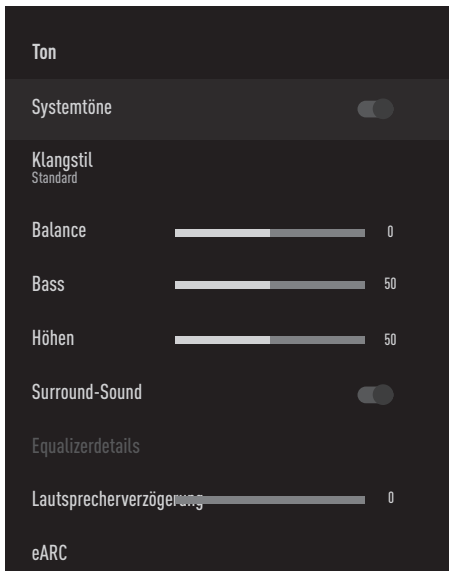 Ton
Systemtöne
Klangstil
Standard
Balance 0
Bass 50
Höhen 50
Surround-Sound
Equalizerdetails
Lautsprecherverzögerung 0
eARC